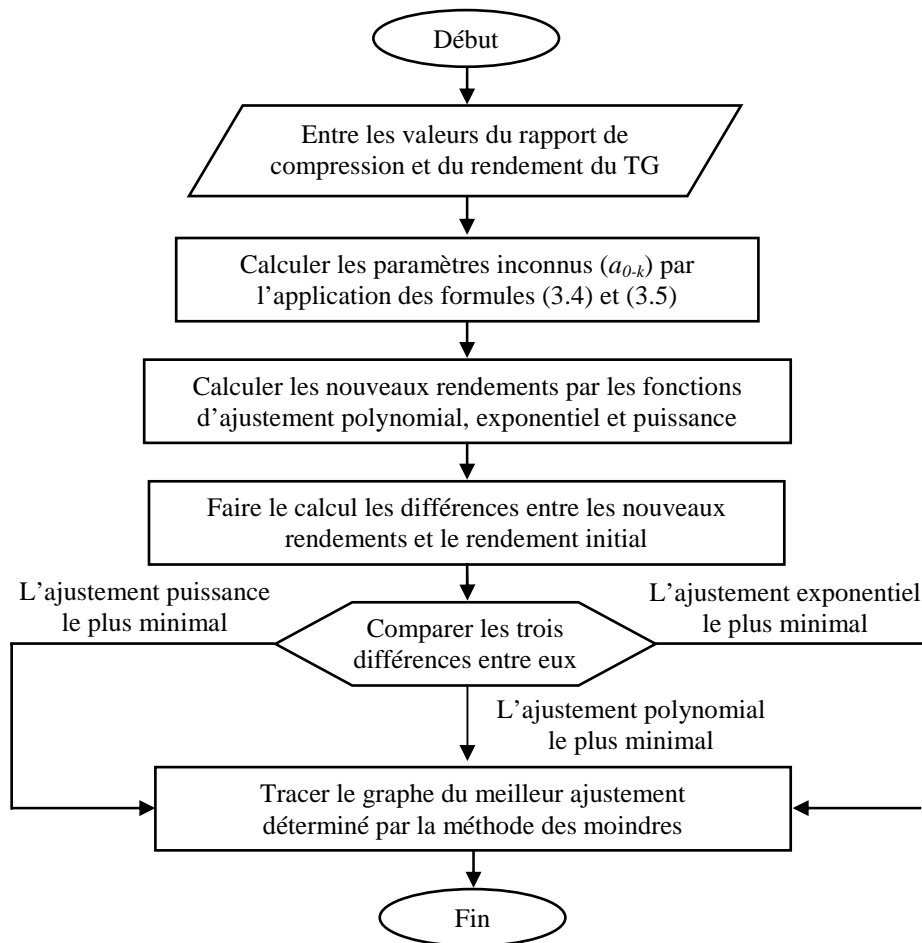 Début
Entre les valeurs du rapport de
compression et du rendement du TG
Calculer les paramètres inconnus (a0-k) par
l’application des formules (3.4) et (3.5)
Calculer les nouveaux rendements par les fonctions
d’ajustement polynomial, exponentiel et puissance
Faire le calcul les différences entre les nouveaux
rendements et le rendement initial
L’ajustement puissance
le plus minimal
Comparer les trois
différences entre eux
L’ajustement exponentiel
le plus minimal
L’ajustement polynomial
le plus minimal
Tracer le graphe du meilleur ajustement
déterminé par la méthode des moindres
Fin